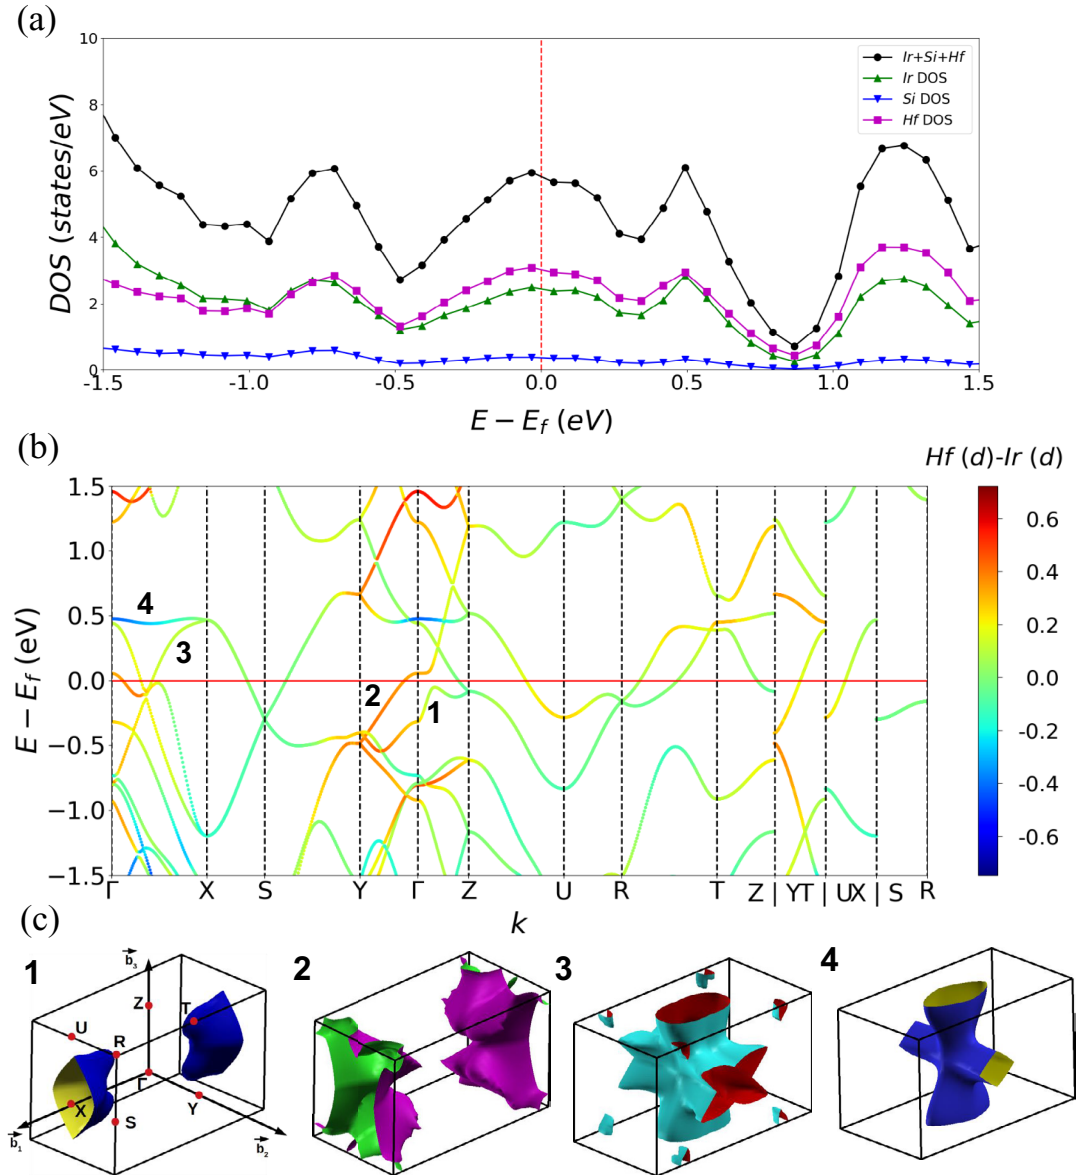 (a)
10
8
6
4
2
0
DOS (states/eV)
Ir+Si+Hf
Ir DOS
Si DOS
Hf DOS
-1.5 -1.0 -0.5 0.0 0.5 1.0 1.5
E − E_f (eV)
(b)
Hf (d)-Ir (d)
1.5
1.0
0.5
0.0
−0.5
−1.0
−1.5
E − E_f (eV)
4
3
2
1
0.6
0.4
0.2
0.0
-0.2
-0.4
-0.6
Γ X S Y Γ Z U R T Z | YT | UX | S R
k
(c)
1
b₃
Z
T
U
R
Γ
X
Y
S
b₁
b₂
2
3
4